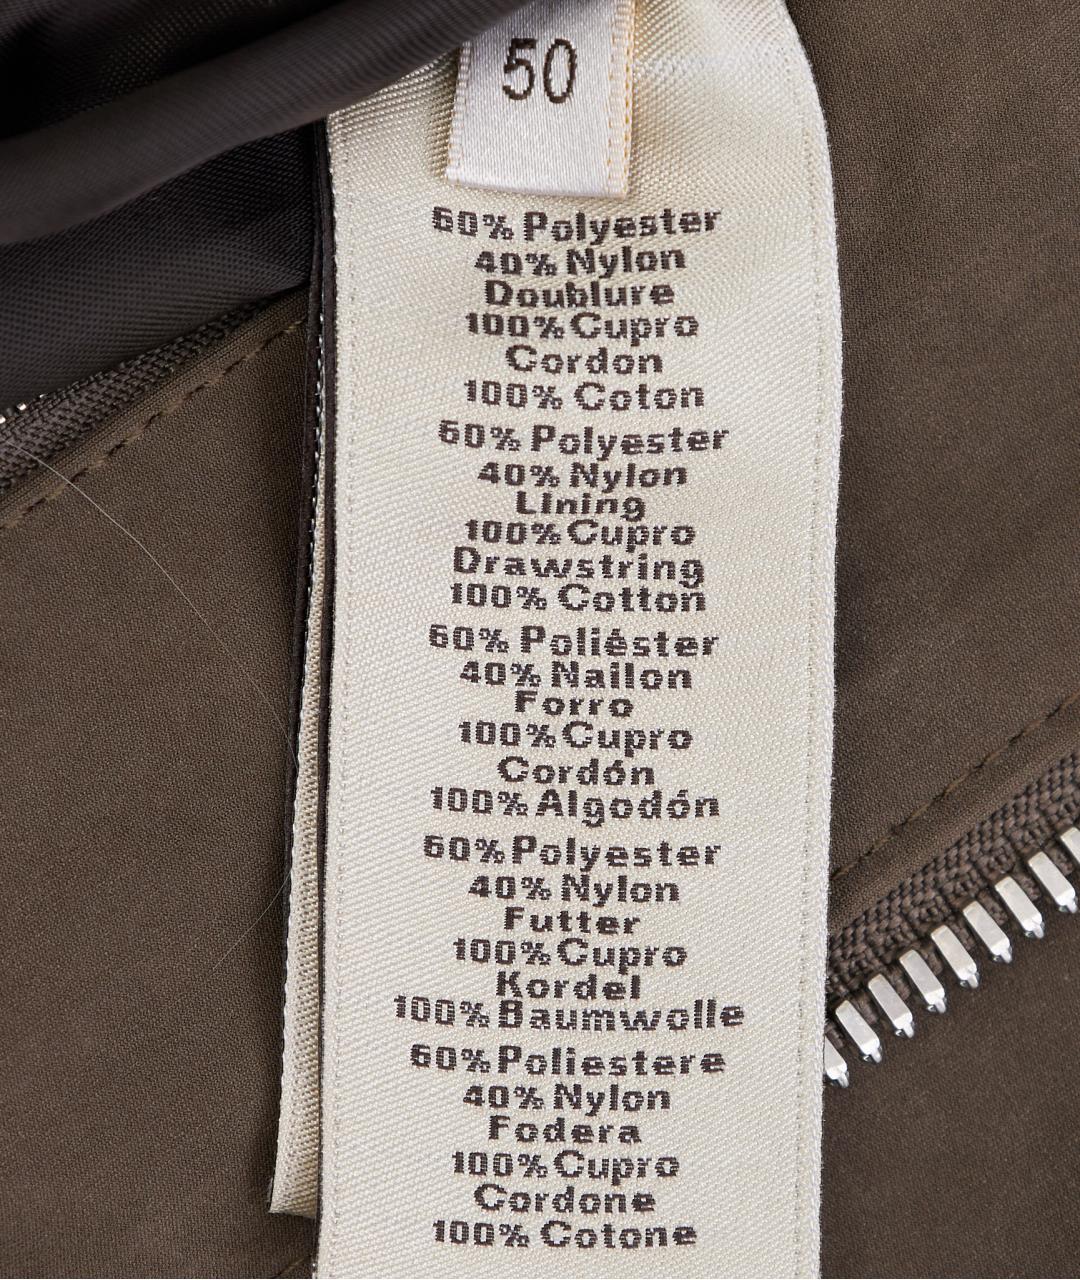 50
60% Polyester
40% Nylon
Doublure
100% Cupro
Cordon
100% Coton
60% Polyester
40% Nylon
Lining
100% Cupro
Drawstring
100% Cotton
60% Poliéster
40% Nailon
Forro
100% Cupro
Cordón
100% Algodón
60% Polyester
40% Nylon
Futter
100% Cupro
Kordel
100% Baumwolle
60% Poliestere
40% Nylon
Fodera
100% Cupro
Cordone
100% Cotone